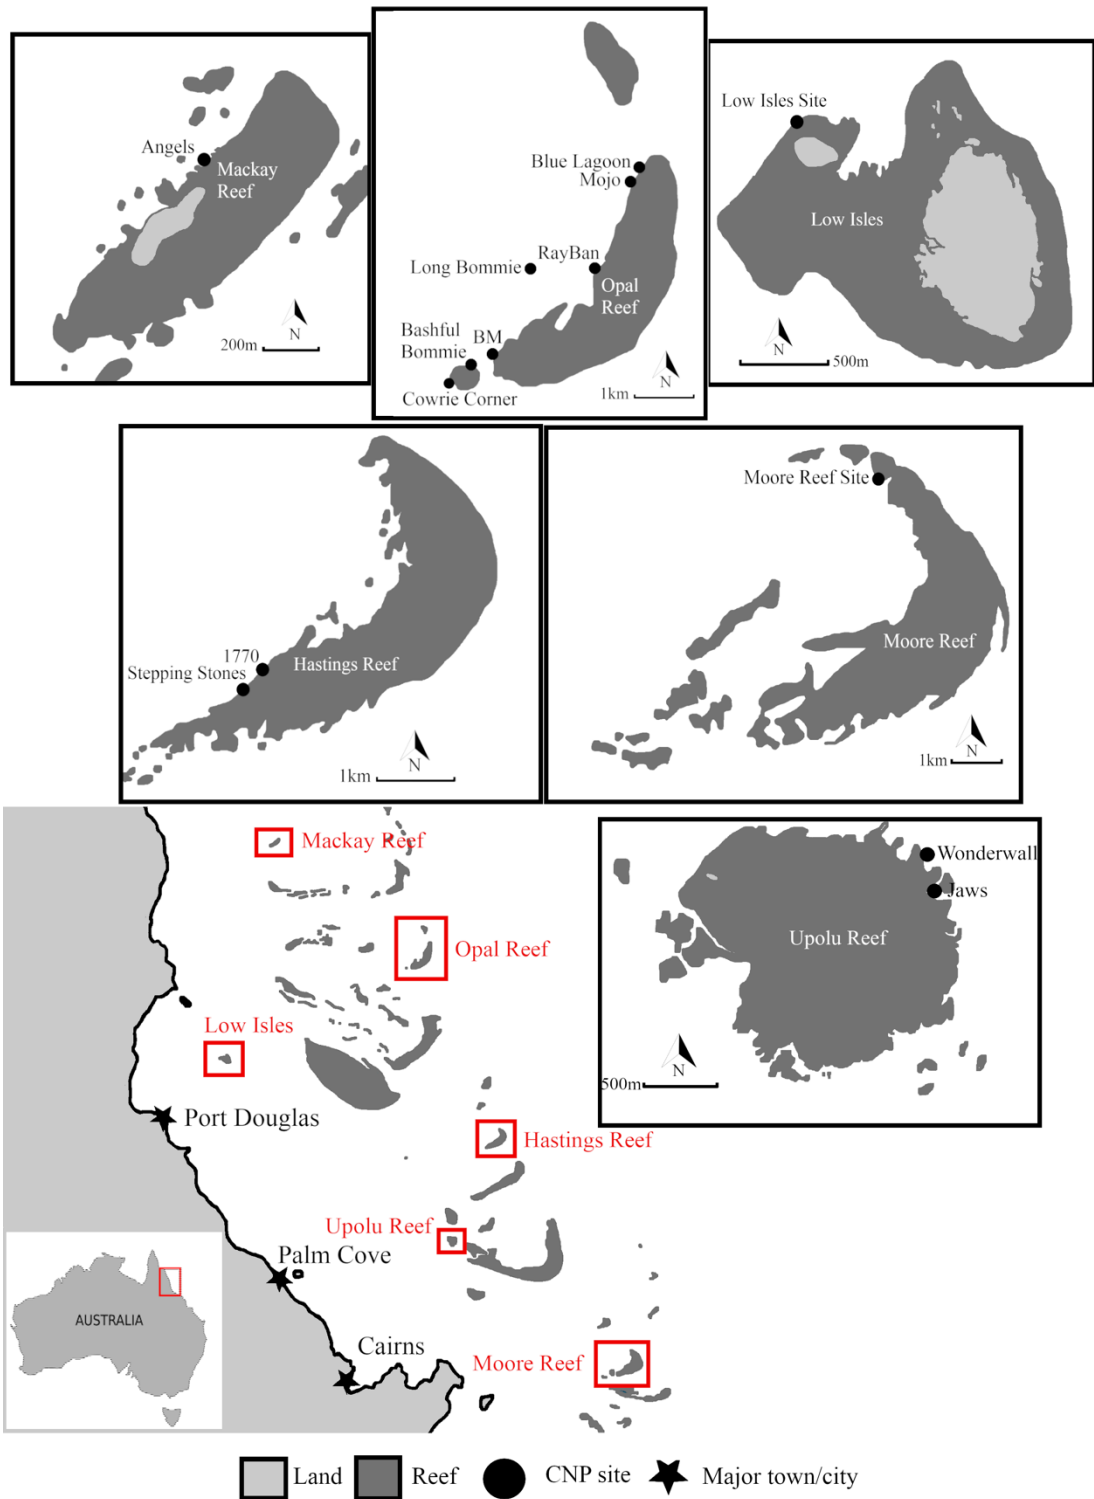 Angels
Mackay
Reef
200m
N
Blue Lagoon
Mojo
RayBan
Long Bommie
Opal
Reef
Bashful
Bommie
BM
Cowrie Corner
N
1km
Low Isles Site
Low Isles
N
500m
1770
Stepping Stones
Hastings Reef
N
1km
Moore Reef Site
Moore Reef
N
1km
Wonderwall
Jaws
Upolu Reef
N
500m
Mackay Reef
Opal Reef
Low Isles
Port Douglas
Hastings Reef
Upolu Reef
Palm Cove
Cairns
Moore Reef
AUSTRALIA
Land
Reef
CNP site
Major town/city